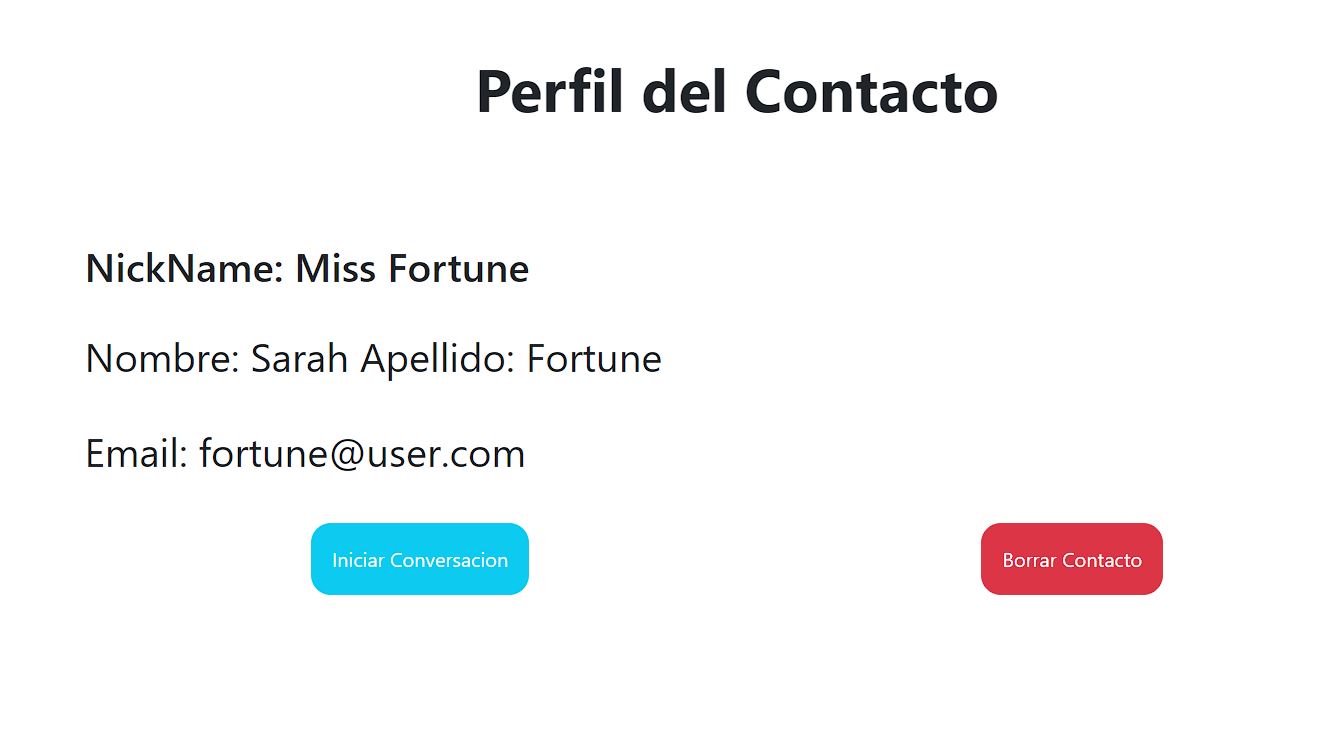 Perfil del Contacto
NickName: Miss Fortune
Nombre: Sarah Apellido: Fortune
Email: fortune@user.com
Iniciar Conversacion
Borrar Contacto